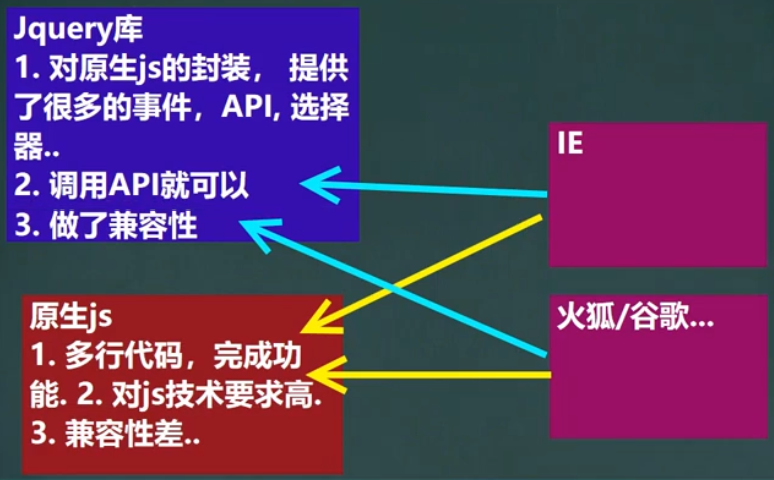 Jquery库
1. 对原生js的封装， 提供
了很多的事件，API, 选择
器..
2. 调用API就可以
3. 做了兼容性
IE
原生js
1. 多行代码，完成功
能. 2. 对js技术要求高.
3. 兼容性差..
火狐/谷歌...